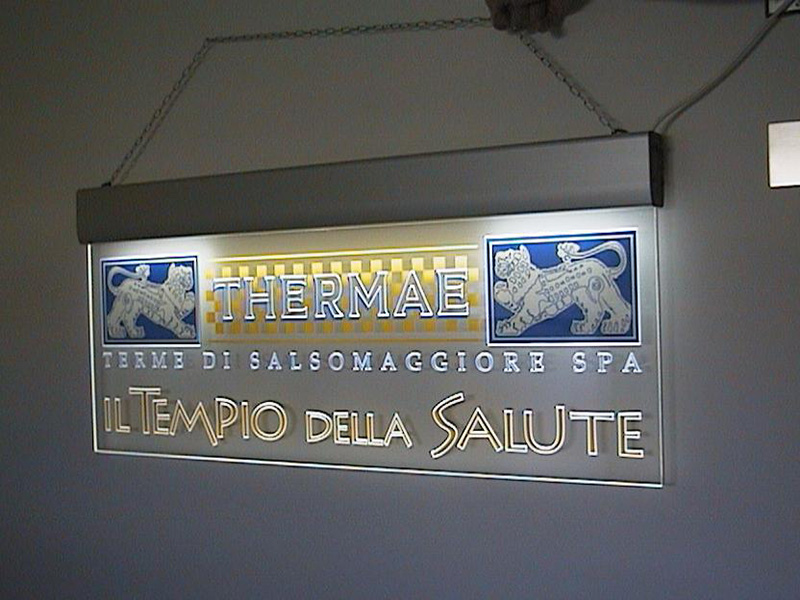 THERMAE
TERME DI SALSOMAGGIORE SPA
IL TEMPIO DELLA SALUTE